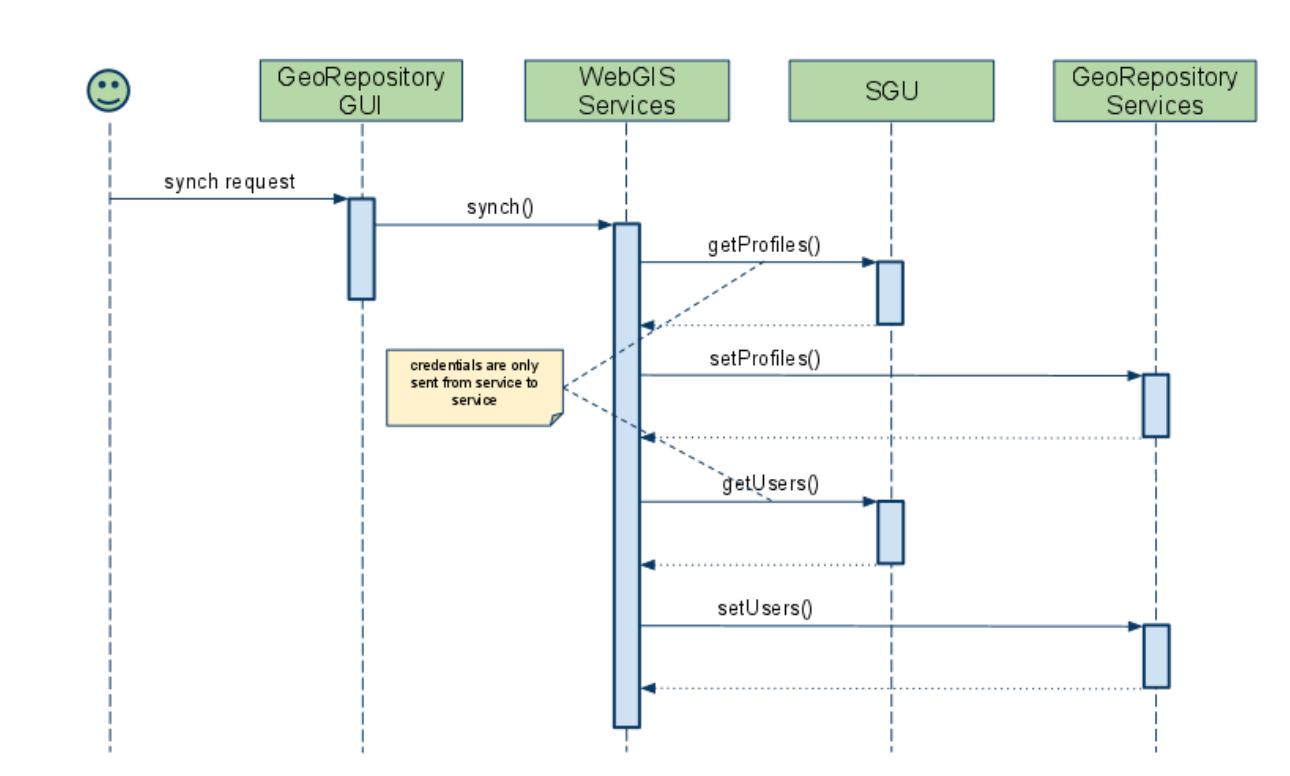 GeoRepository
GUI
WebGIS
Services
SGU
GeoRepository
Services
synch request
synch()
getProfiles()
credentials are only
sent from service to
service
setProfiles()
getUsers()
setUsers()